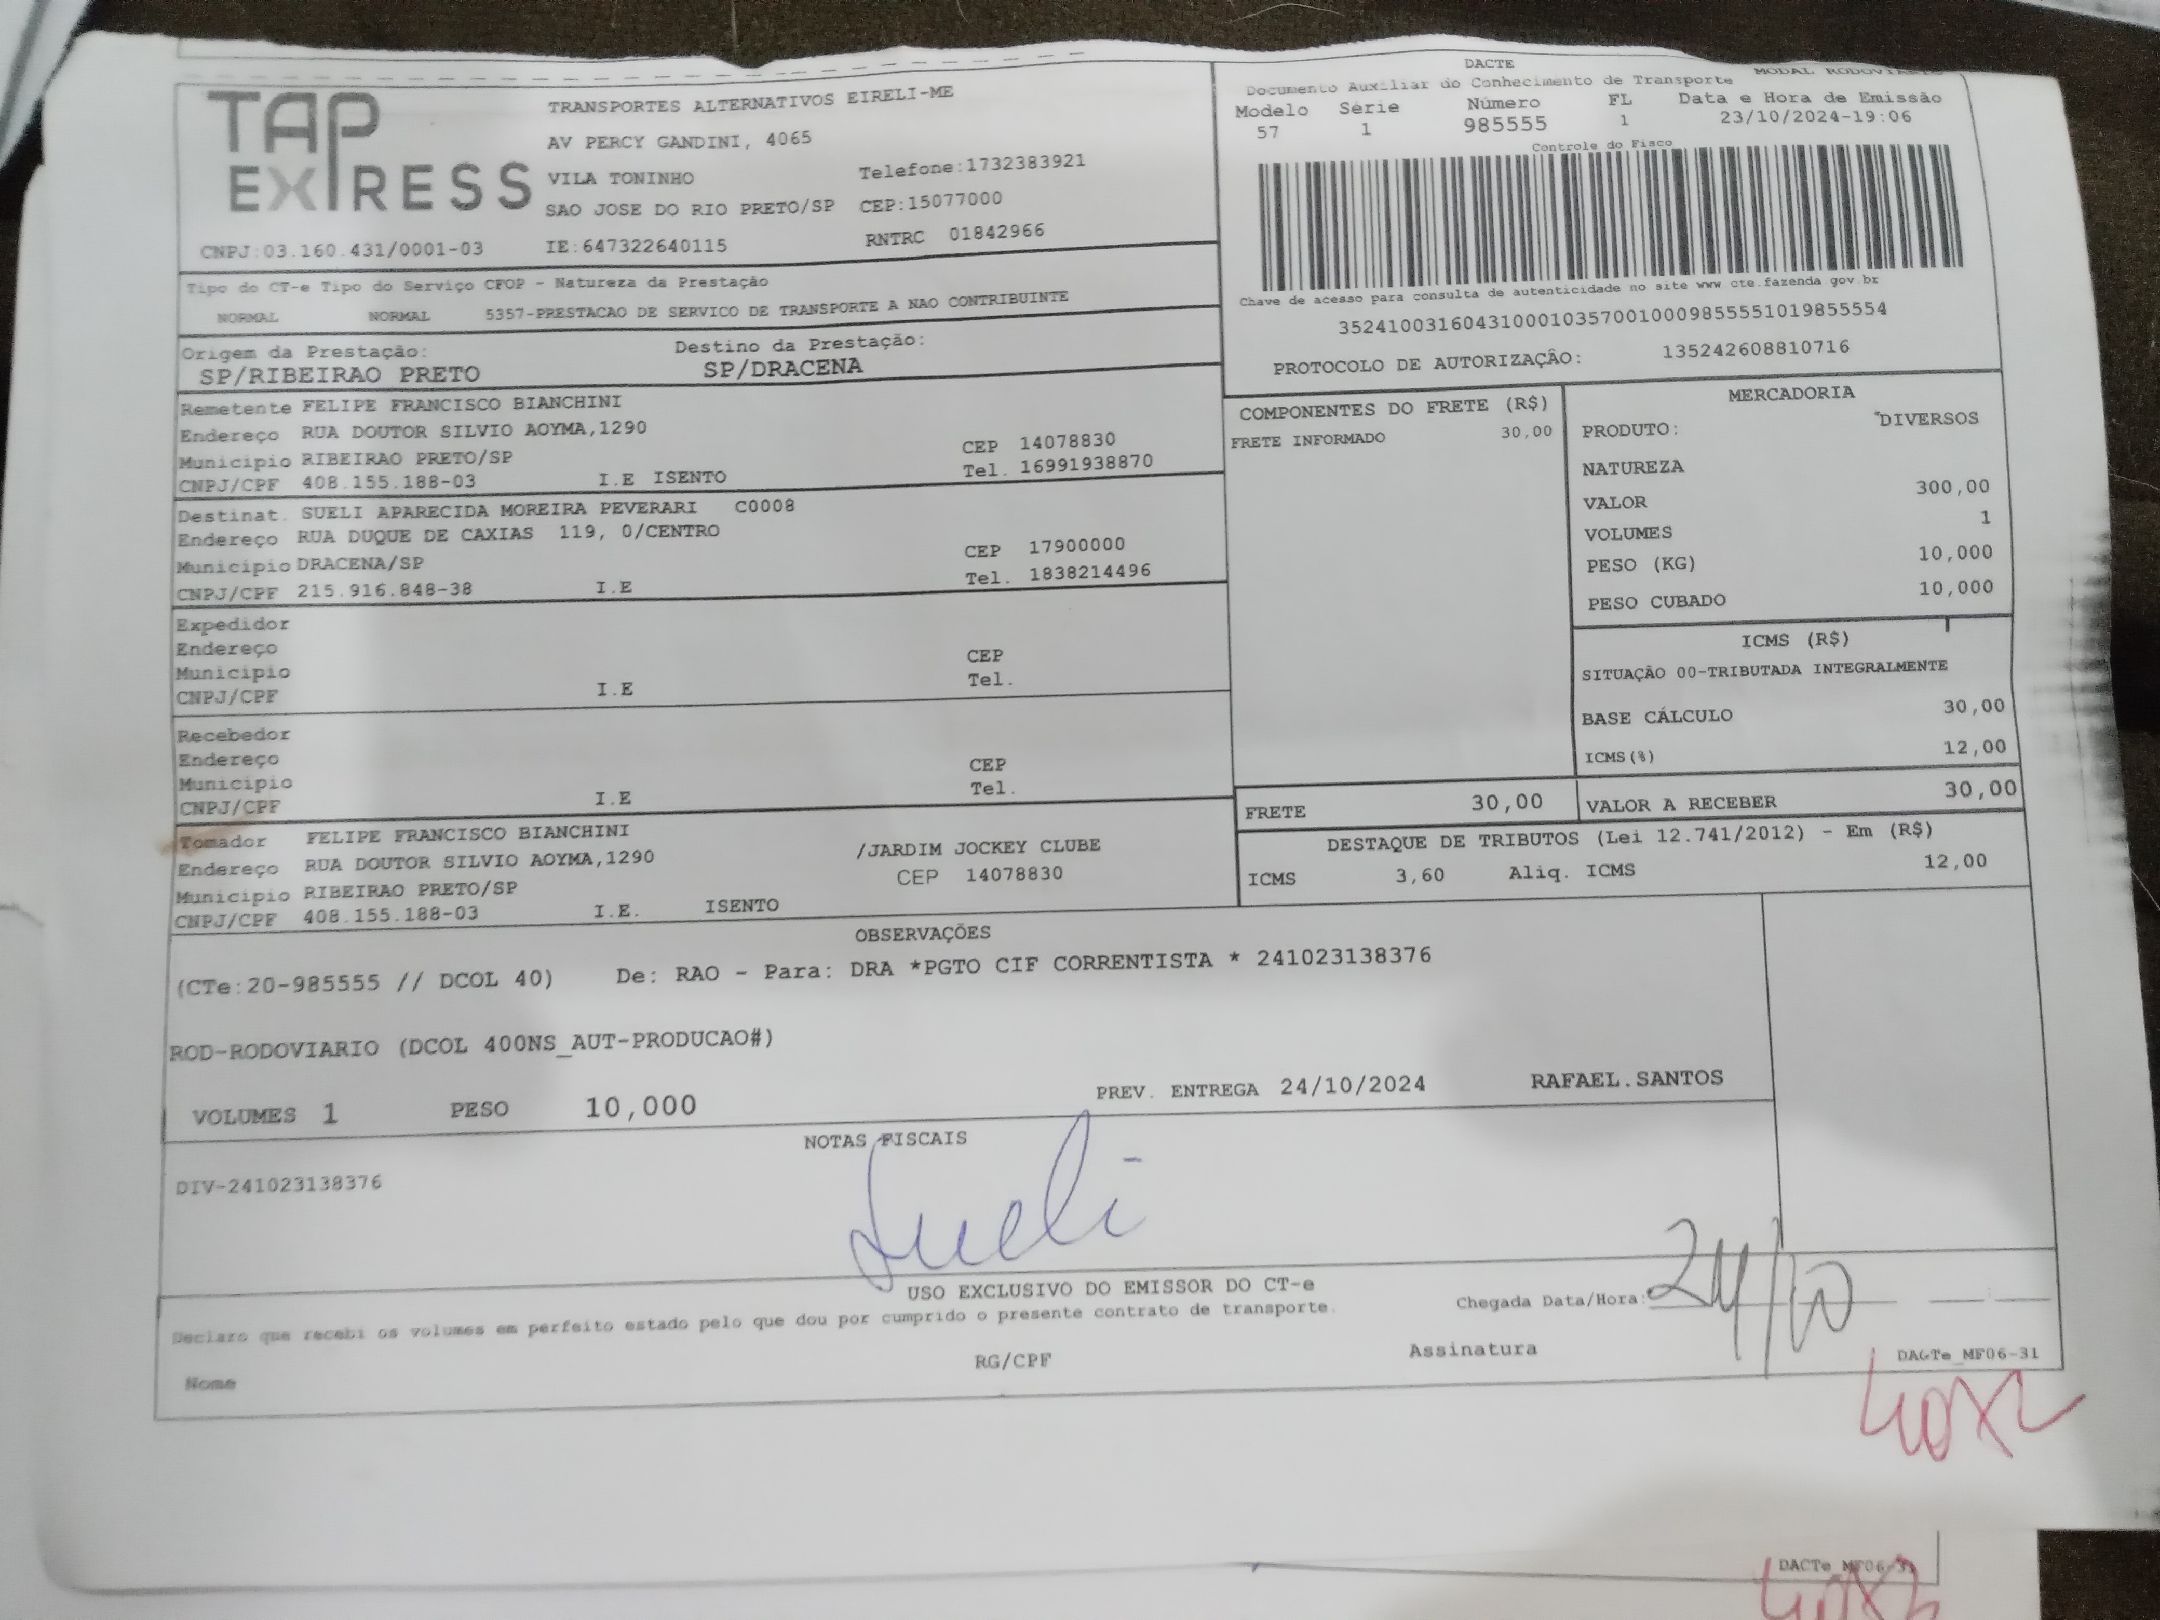 TAP
EXPRESS
TRANSPORTES ALTERNATIVOS EIRELI-ME
AV PERCY GANDINI, 4065
VILA TONINHO Telefone:1732383921
SAO JOSE DO RIO PRETO/SP CEP:15077000
CNPJ:03.160.431/0001-03 IE:647322640115 RNTRC 01842966
DACTE
Documento Auxiliar do Conhecimento de Transporte MODAL RODOVIARIO
Modelo Série Número FL Data e Hora de Emissão
57 1 985555 1 23/10/2024-19:06
Controle do Fisco
Chave de acesso para consulta de autenticidade no site www cte.fazenda gov.br
35241003160431000103570010009855551019855554
PROTOCOLO DE AUTORIZAÇÃO: 135242608810716
Tipo do CT-e Tipo do Serviço CFOP - Natureza da Prestação
NORMAL NORMAL 5357-PRESTACAO DE SERVICO DE TRANSPORTE A NAO CONTRIBUINTE
Origem da Prestação: Destino da Prestação:
SP/RIBEIRAO PRETO SP/DRACENA
Remetente FELIPE FRANCISCO BIANCHINI
Endereço RUA DOUTOR SILVIO AOYMA,1290
CEP 14078830
Municipio RIBEIRAO PRETO/SP
Tel. 16991938870
CNPJ/CPF 408.155.188-03 I.E ISENTO
Destinat. SUELI APARECIDA MOREIRA PEVERARI C0008
Endereço RUA DUQUE DE CAXIAS 119, 0/CENTRO
CEP 17900000
Municipio DRACENA/SP
Tel. 1838214496
CNPJ/CPF 215.916.848-38 I.E
Expedidor
Endereço
CEP
Municipio
Tel.
CNPJ/CPF I.E
Recebedor
Endereço
CEP
Municipio
Tel.
CNPJ/CPF I.E
Tomador FELIPE FRANCISCO BIANCHINI
Endereço RUA DOUTOR SILVIO AOYMA,1290 /JARDIM JOCKEY CLUBE
Municipio RIBEIRAO PRETO/SP CEP 14078830
CNPJ/CPF 408.155.188-03 I.E. ISENTO
COMPONENTES DO FRETE (R$)
FRETE INFORMADO 30,00
MERCADORIA
PRODUTO: "DIVERSOS
NATUREZA
VALOR 300,00
VOLUMES 1
PESO (KG) 10,000
PESO CUBADO 10,000
ICMS (R$)
SITUAÇÃO 00-TRIBUTADA INTEGRALMENTE
BASE CÁLCULO 30,00
ICMS(%) 12,00
FRETE 30,00 VALOR A RECEBER 30,00
DESTAQUE DE TRIBUTOS (Lei 12.741/2012) - Em (R$)
ICMS 3,60 Aliq. ICMS 12,00
OBSERVAÇÕES
(CTe:20-985555 // DCOL 40) De: RAO - Para: DRA *PGTO CIF CORRENTISTA * 241023138376
ROD-RODOVIARIO (DCOL 400NS_AUT-PRODUCAO#)
VOLUMES 1 PESO 10,000 PREV. ENTREGA 24/10/2024 RAFAEL.SANTOS
NOTAS FISCAIS
DIV-241023138376
Sueli
USO EXCLUSIVO DO EMISSOR DO CT-e
Declaro que recebi os volumes em perfeito estado pelo que dou por cumprido o presente contrato de transporte.
Chegada Data/Hora: 24/10
Nome RG/CPF Assinatura DACTe_MF06-31
DACTe_MF06-31